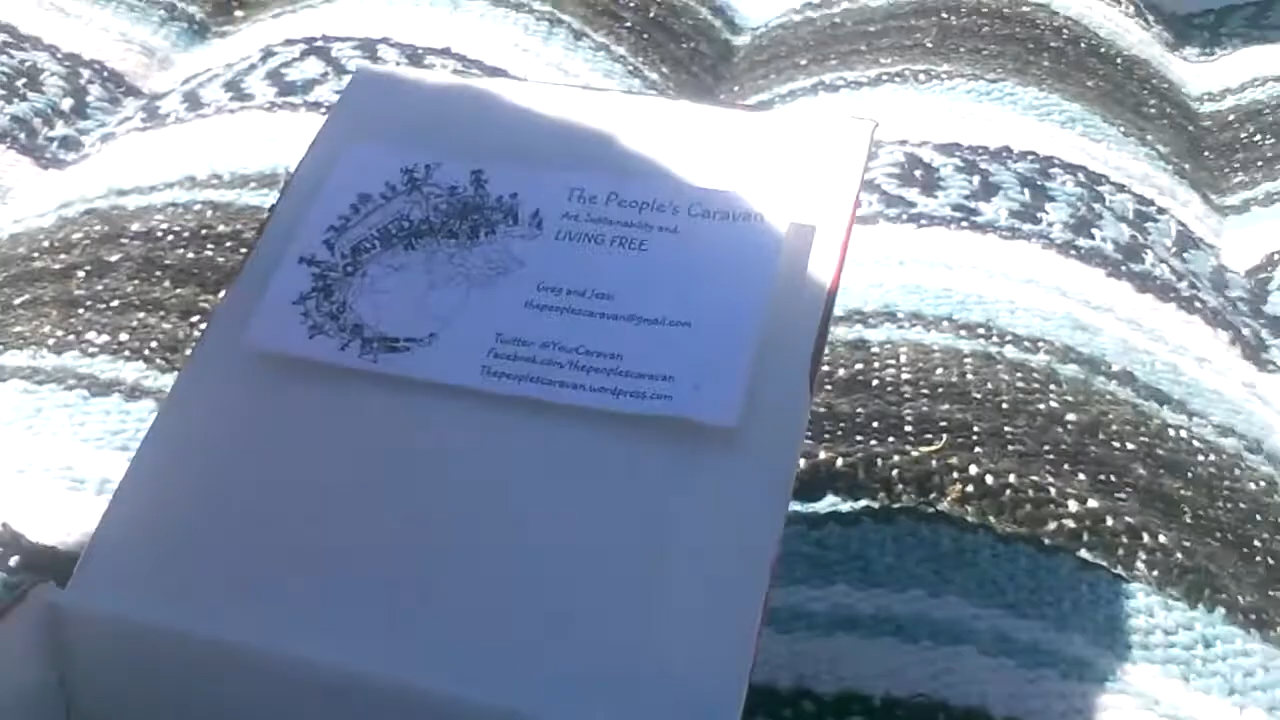 The People's Caravan
Art, Sustainability and
LIVING FREE
Greg and Jessi
thepeoplescaravan@gmail.com
Twitter: @YourCaravan
Facebook.com/thepeoplescaravan
Thepeoplescaravan.wordpress.com